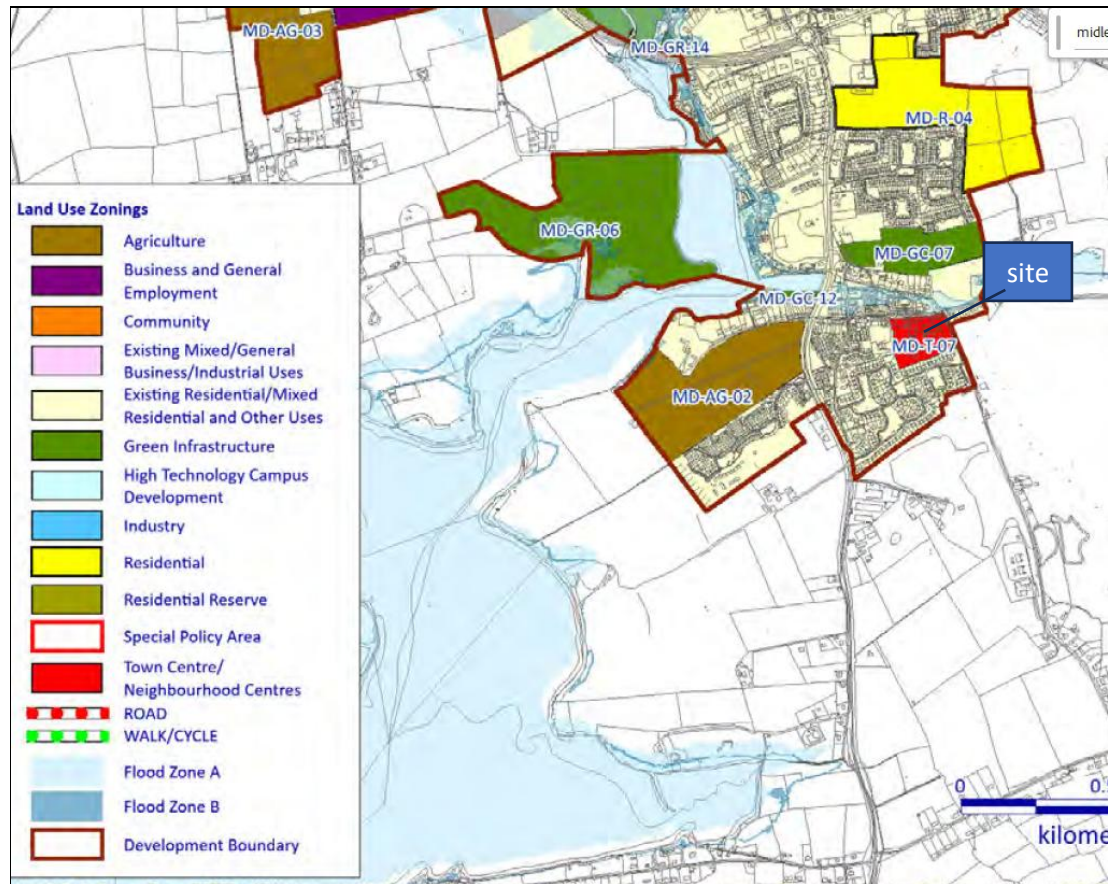 MD-AG-03
MD-GR-14
midle
MD-R-04
MD-GR-06
MD-GC-07
site
MD-GC-12
MD-T-07
MD-AG-02
Land Use Zonings
Agriculture
Business and General
Employment
Community
Existing Mixed/General
Business/Industrial Uses
Existing Residential/Mixed
Residential and Other Uses
Green Infrastructure
High Technology Campus
Development
Industry
Residential
Residential Reserve
Special Policy Area
Town Centre/
Neighbourhood Centres
ROAD
WALK/CYCLE
Flood Zone A
Flood Zone B
Development Boundary
0 0.
kilome